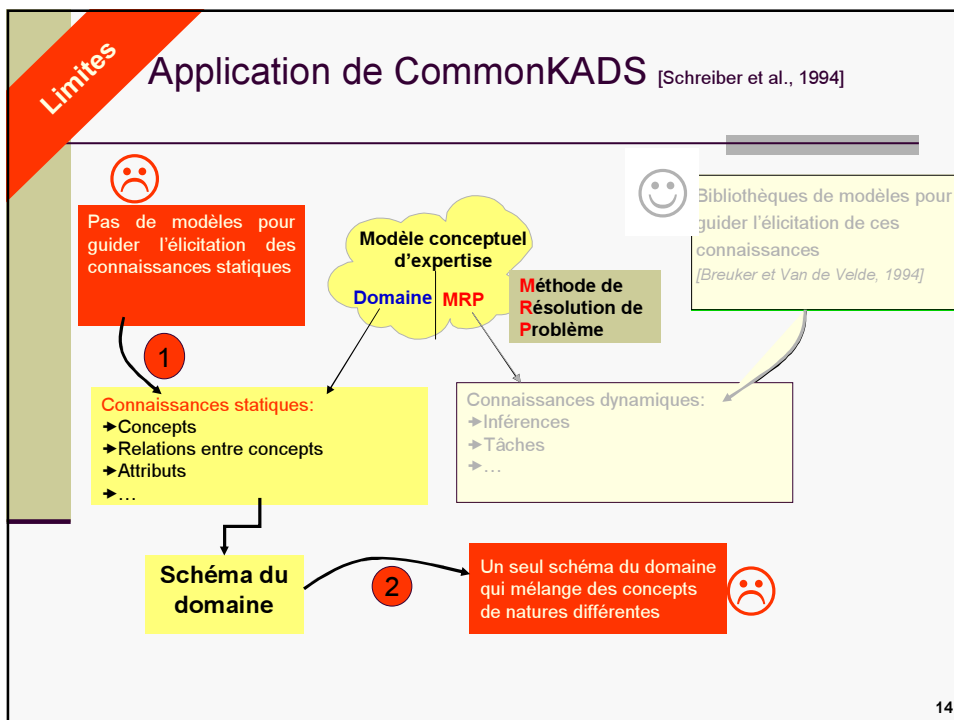 Limites
Application de CommonKADS [Schreiber et al., 1994]
Pas de modèles pour
guider l'élicitation des
connaissances statiques
Modèle conceptuel
d'expertise
Domaine MRP
Méthode de
Résolution de
Problème
Bibliothèques de modèles pour
guider l'élicitation de ces
connaissances
[Breuker et Van de Velde, 1994]
1
Connaissances statiques:
➔Concepts
➔Relations entre concepts
➔Attributs
➔…
Connaissances dynamiques:
➔Inférences
➔Tâches
➔…
Schéma du
domaine
2
Un seul schéma du domaine
qui mélange des concepts
de natures différentes
14